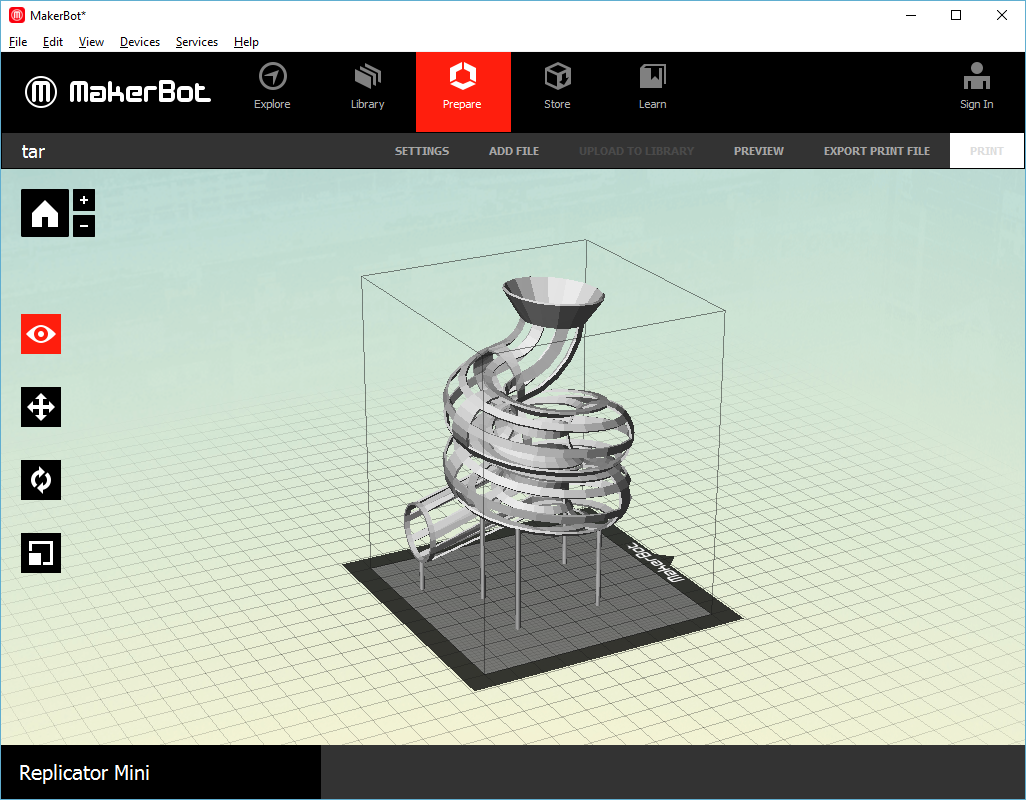 MakerBot*
File Edit View Devices Services Help
MakerBot
Explore Library Prepare Store Learn Sign In
tar SETTINGS ADD FILE UPLOAD TO LIBRARY PREVIEW EXPORT PRINT FILE PRINT
MakerBot
Replicator Mini